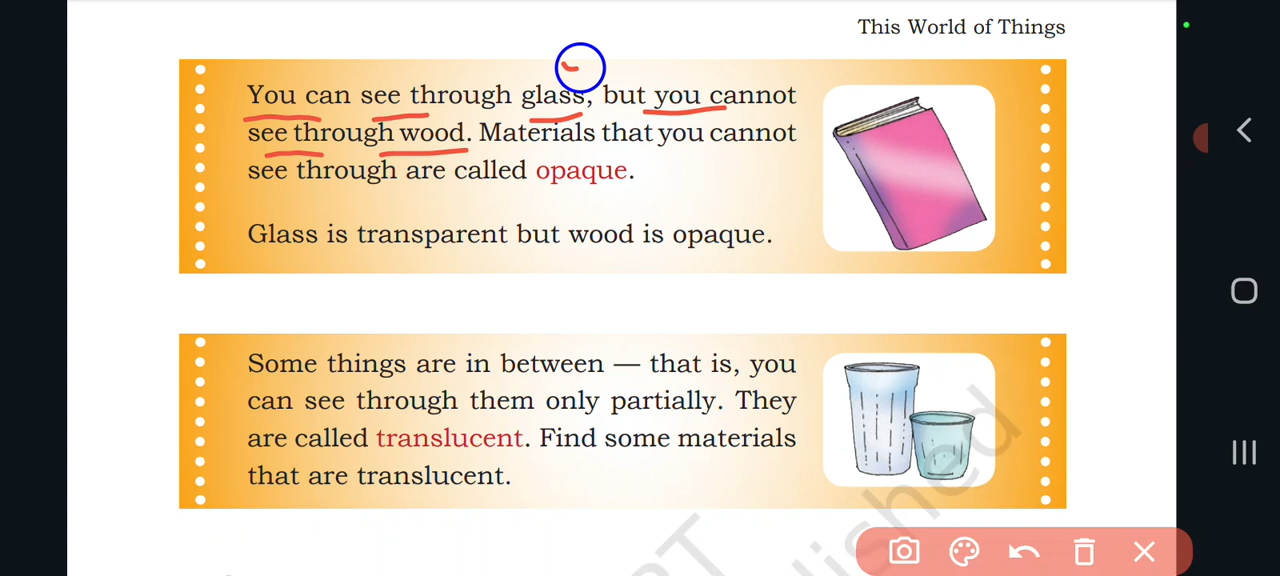 This World of Things
You can see through glass, but you cannot
see through wood. Materials that you cannot
see through are called opaque.
Glass is transparent but wood is opaque.
Some things are in between — that is, you
can see through them only partially. They
are called translucent. Find some materials
that are translucent.